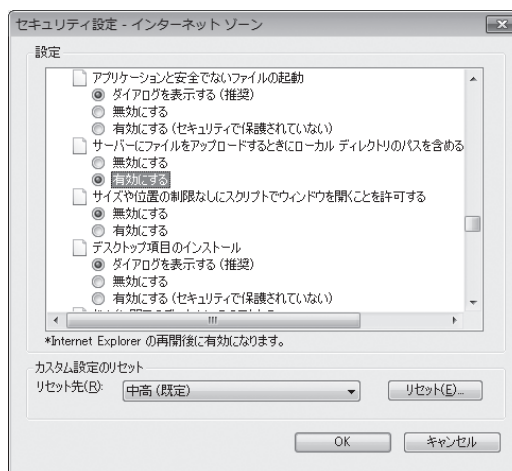 セキュリティ設定 - インターネット ゾーン
設定
アプリケーションと安全でないファイルの起動
ダイアログを表示する (推奨)
無効にする
有効にする (セキュリティで保護されていない)
サーバーにファイルをアップロードするときにローカル ディレクトリのパスを含める
無効にする
有効にする
サイズや位置の制限なしにスクリプトでウィンドウを開くことを許可する
無効にする
有効にする
デスクトップ項目のインストール
ダイアログを表示する (推奨)
無効にする
有効にする (セキュリティで保護されていない)
*Internet Explorer の再開後に有効になります。
カスタム設定のリセット
リセット先(R):
中高 (既定)
リセット(E)...
OK
キャンセル